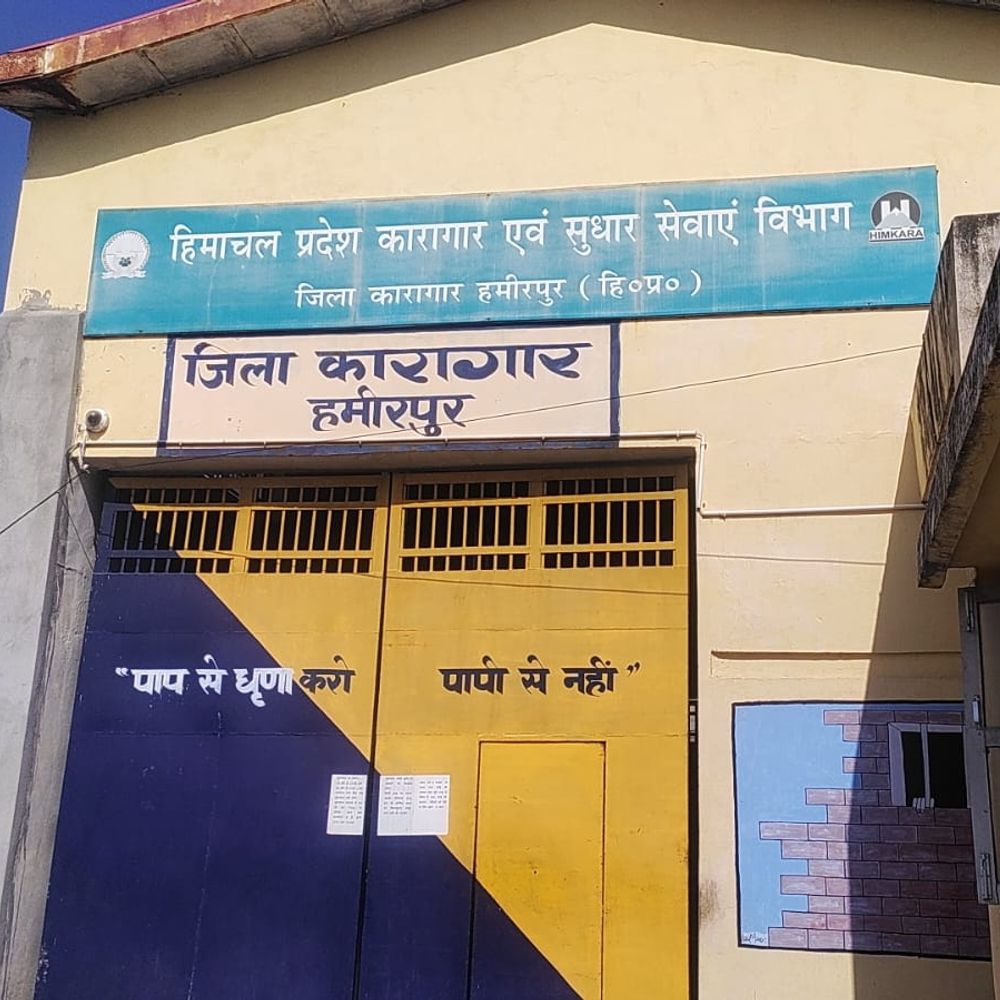 हिमाचल प्रदेश कारागार एवं सुधार सेवाएं विभाग
HIMKARA
जिला कारागार हमीरपुर (हि०प्र०)
जिला कारागार
हमीरपुर
"पाप से धृणा करो पापी से नहीं"